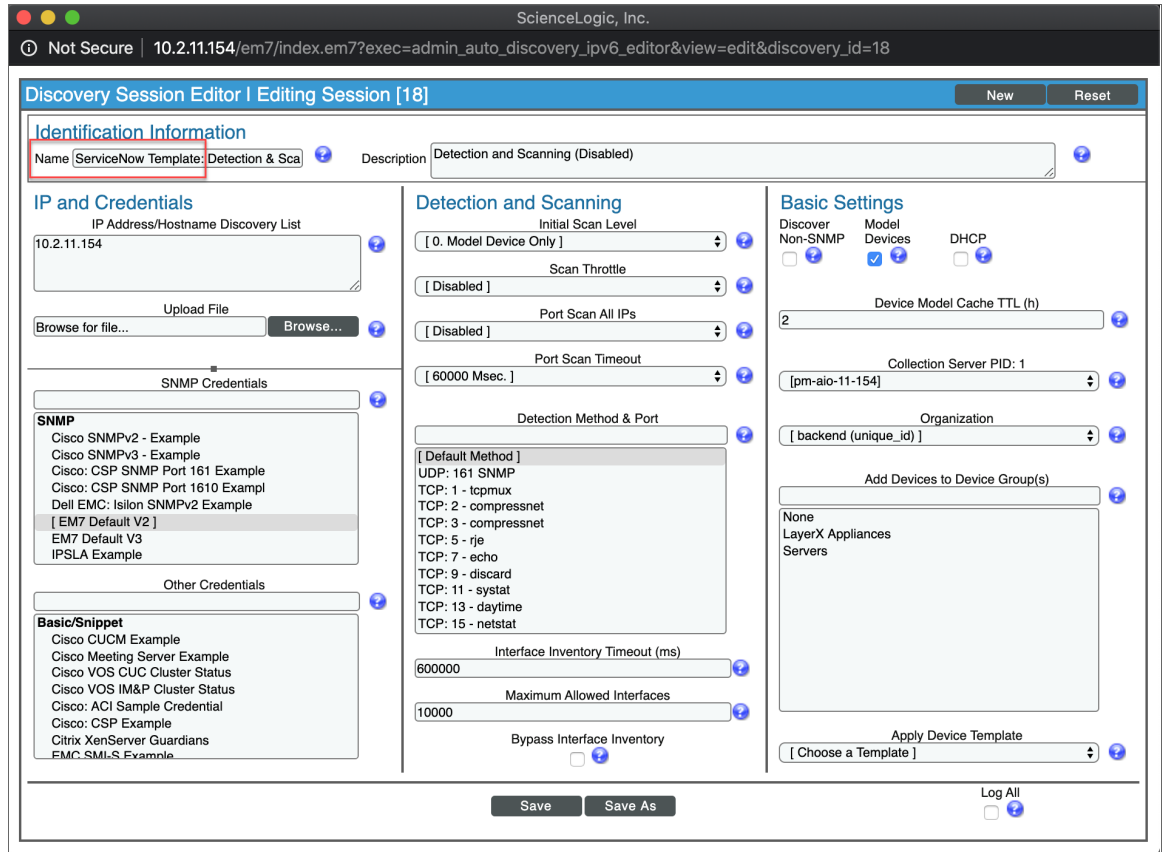 ScienceLogic, Inc.
Not Secure | 10.2.11.154/em7/index.em7?exec=admin_auto_discovery_ipv6_editor&view=edit&discovery_id=18
Discovery Session Editor | Editing Session [18]
New
Reset
Identification Information
Name
ServiceNow Template: Detection & Sca
Description
Detection and Scanning (Disabled)
IP and Credentials
IP Address/Hostname Discovery List
10.2.11.154
Upload File
Browse for file...
Browse...
SNMP Credentials
SNMP
Cisco SNMPv2 - Example
Cisco SNMPv3 - Example
Cisco: CSP SNMP Port 161 Example
Cisco: CSP SNMP Port 1610 Exampl
Dell EMC: Isilon SNMPv2 Example
[ EM7 Default V2 ]
EM7 Default V3
IPSLA Example
Other Credentials
Basic/Snippet
Cisco CUCM Example
Cisco Meeting Server Example
Cisco VOS CUC Cluster Status
Cisco VOS IM&P Cluster Status
Cisco: ACI Sample Credential
Cisco: CSP Example
Citrix XenServer Guardians
EMC SMI-S Example
Detection and Scanning
Initial Scan Level
[ 0. Model Device Only ]
Scan Throttle
[ Disabled ]
Port Scan All IPs
[ Disabled ]
Port Scan Timeout
[ 60000 Msec. ]
Detection Method & Port
[ Default Method ]
UDP: 161 SNMP
TCP: 1 - tcpmux
TCP: 2 - compressnet
TCP: 3 - compressnet
TCP: 5 - rje
TCP: 7 - echo
TCP: 9 - discard
TCP: 11 - systat
TCP: 13 - daytime
TCP: 15 - netstat
Interface Inventory Timeout (ms)
600000
Maximum Allowed Interfaces
10000
Bypass Interface Inventory
Basic Settings
Discover
Non-SNMP
Model
Devices
DHCP
Device Model Cache TTL (h)
2
Collection Server PID: 1
[pm-aio-11-154]
Organization
[ backend (unique_id) ]
Add Devices to Device Group(s)
None
LayerX Appliances
Servers
Apply Device Template
[ Choose a Template ]
Save
Save As
Log All